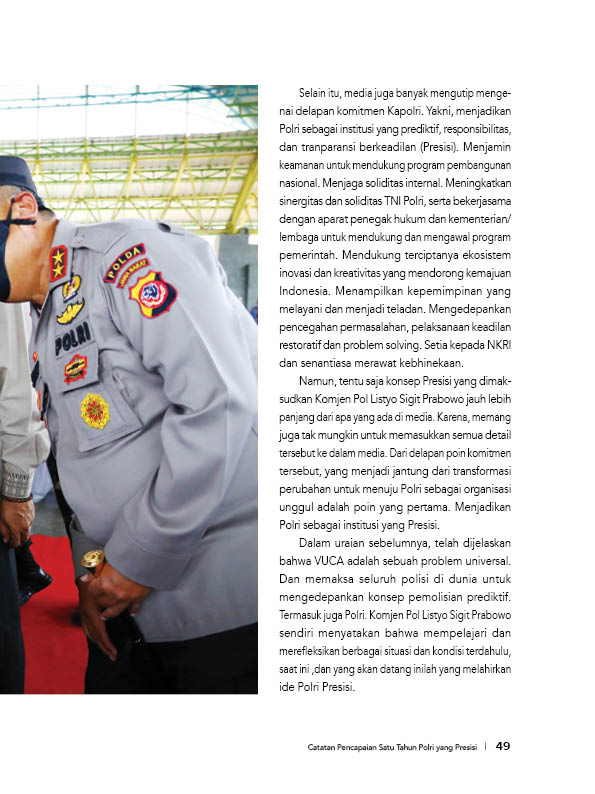 POLDA
JAWA BARAT
POLRI
Selain itu, media juga banyak mengutip menge-
nai delapan komitmen Kapolri. Yakni, menjadikan
Polri sebagai institusi yang prediktif, responsibilitas,
dan tranparansi berkeadilan (Presisi). Menjamin
keamanan untuk mendukung program pembangunan
nasional. Menjaga soliditas internal. Meningkatkan
sinergitas dan soliditas TNI Polri, serta bekerjasama
dengan aparat penegak hukum dan kementerian/
lembaga untuk mendukung dan mengawal program
pemerintah. Mendukung terciptanya ekosistem
inovasi dan kreativitas yang mendorong kemajuan
Indonesia. Menampilkan kepemimpinan yang
melayani dan menjadi teladan. Mengedepankan
pencegahan permasalahan, pelaksanaan keadilan
restoratif dan problem solving. Setia kepada NKRI
dan senantiasa merawat kebhinekaan.
Namun, tentu saja konsep Presisi yang dimak-
sudkan Komjen Pol Listyo Sigit Prabowo jauh lebih
panjang dari apa yang ada di media. Karena, memang
juga tak mungkin untuk memasukkan semua detail
tersebut ke dalam media. Dari delapan poin komitmen
tersebut, yang menjadi jantung dari transformasi
perubahan untuk menuju Polri sebagai organisasi
unggul adalah poin yang pertama. Menjadikan
Polri sebagai institusi yang Presisi.
Dalam uraian sebelumnya, telah dijelaskan
bahwa VUCA adalah sebuah problem universal.
Dan memaksa seluruh polisi di dunia untuk
mengedepankan konsep pemolisian prediktif.
Termasuk juga Polri. Komjen Pol Listyo Sigit Prabowo
sendiri menyatakan bahwa mempelajari dan
merefleksikan berbagai situasi dan kondisi terdahulu,
saat ini ,dan yang akan datang inilah yang melahirkan
ide Polri Presisi.
Catatan Pencapaian Satu Tahun Polri yang Presisi | 49